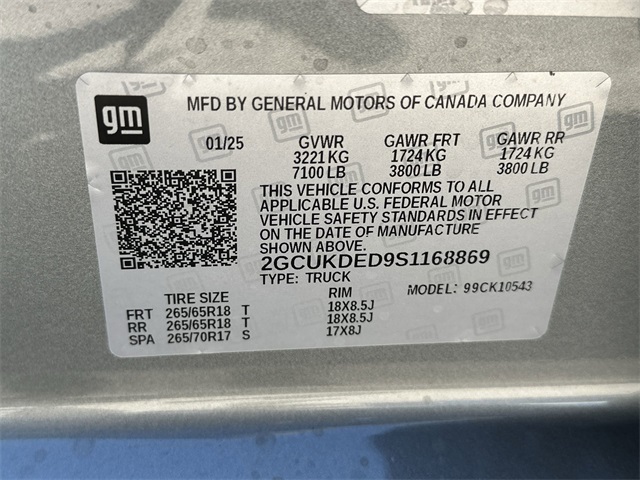 gm MFD BY GENERAL MOTORS OF CANADA COMPANY
01/25 GVWR GAWR FRT GAWR RR
3221 KG 1724 KG 1724 KG
7100 LB 3800 LB 3800 LB
THIS VEHICLE CONFORMS TO ALL
APPLICABLE U.S. FEDERAL MOTOR
VEHICLE SAFETY STANDARDS IN EFFECT
ON THE DATE OF MANUFACTURE
SHOWN ABOVE.
2GCUKDED9S1168869
TYPE: TRUCK
MODEL: 99CK10543
TIRE SIZE RIM
FRT 265/65R18 T 18X8.5J
RR 265/65R18 T 18X8.5J
SPA 265/70R17 S 17X8J